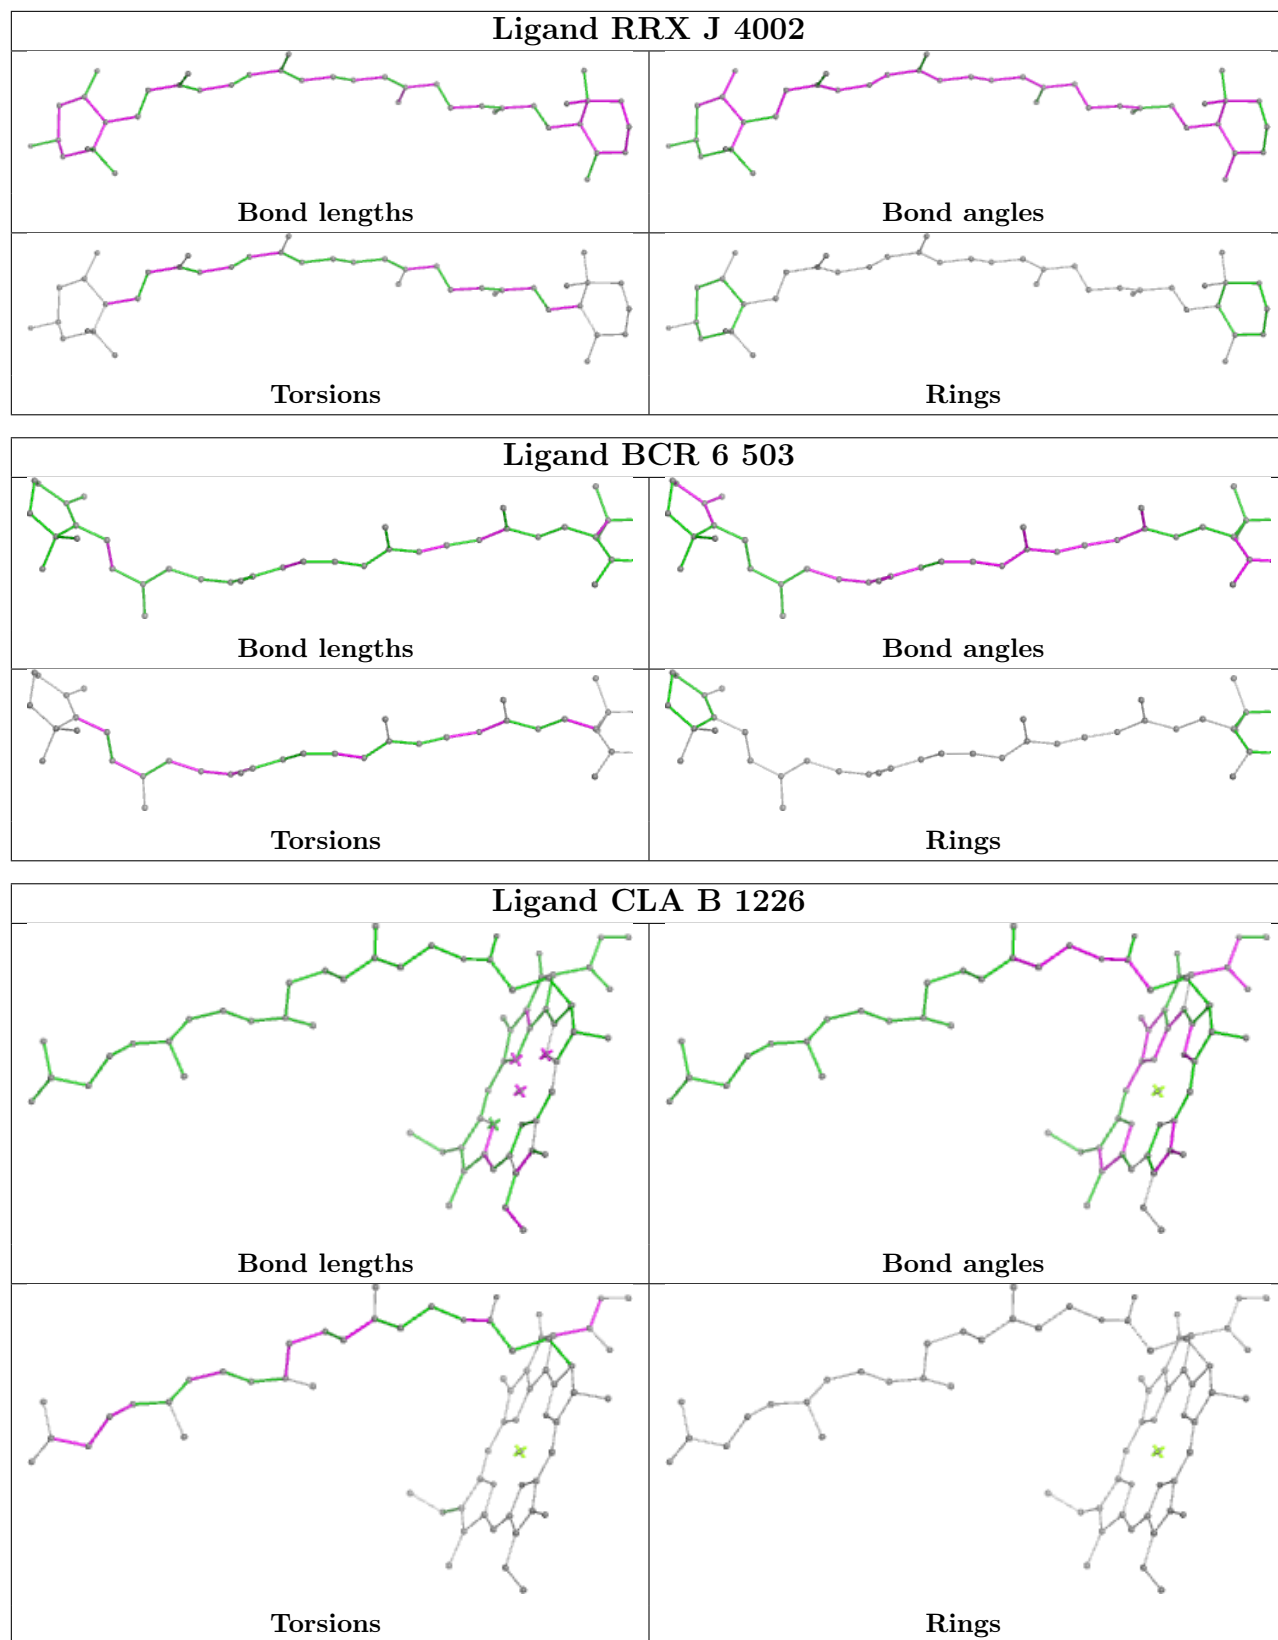 Ligand RRX J 4002
Bond lengths
Bond angles
Torsions
Rings
Ligand BCR 6 503
Bond lengths
Bond angles
Torsions
Rings
Ligand CLA B 1226
Bond lengths
Bond angles
Torsions
Rings